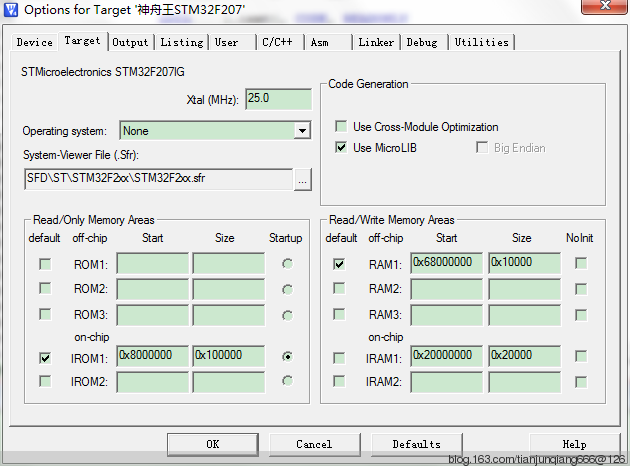 Options for Target '神舟王STM32F207'
Device Target Output Listing User C/C++ Asm Linker Debug Utilities
STMicroelectronics STM32F207IG
Xtal (MHz): 25.0
Operating system: None
System-Viewer File (.Sfr):
SFD\ST\STM32F2xx\STM32F2xx.sfr ...
Code Generation
Use Cross-Module Optimization
Use MicroLIB Big Endian
Read/Only Memory Areas
default off-chip Start Size Startup
ROM1:
ROM2:
ROM3:
on-chip
IROM1: 0x8000000 0x100000
IROM2:
Read/Write Memory Areas
default off-chip Start Size NoInit
RAM1: 0x68000000 0x10000
RAM2:
RAM3:
on-chip
IRAM1: 0x20000000 0x20000
IRAM2:
OK Cancel Defaults Help
blog.163.com/tianjunqiang666@126